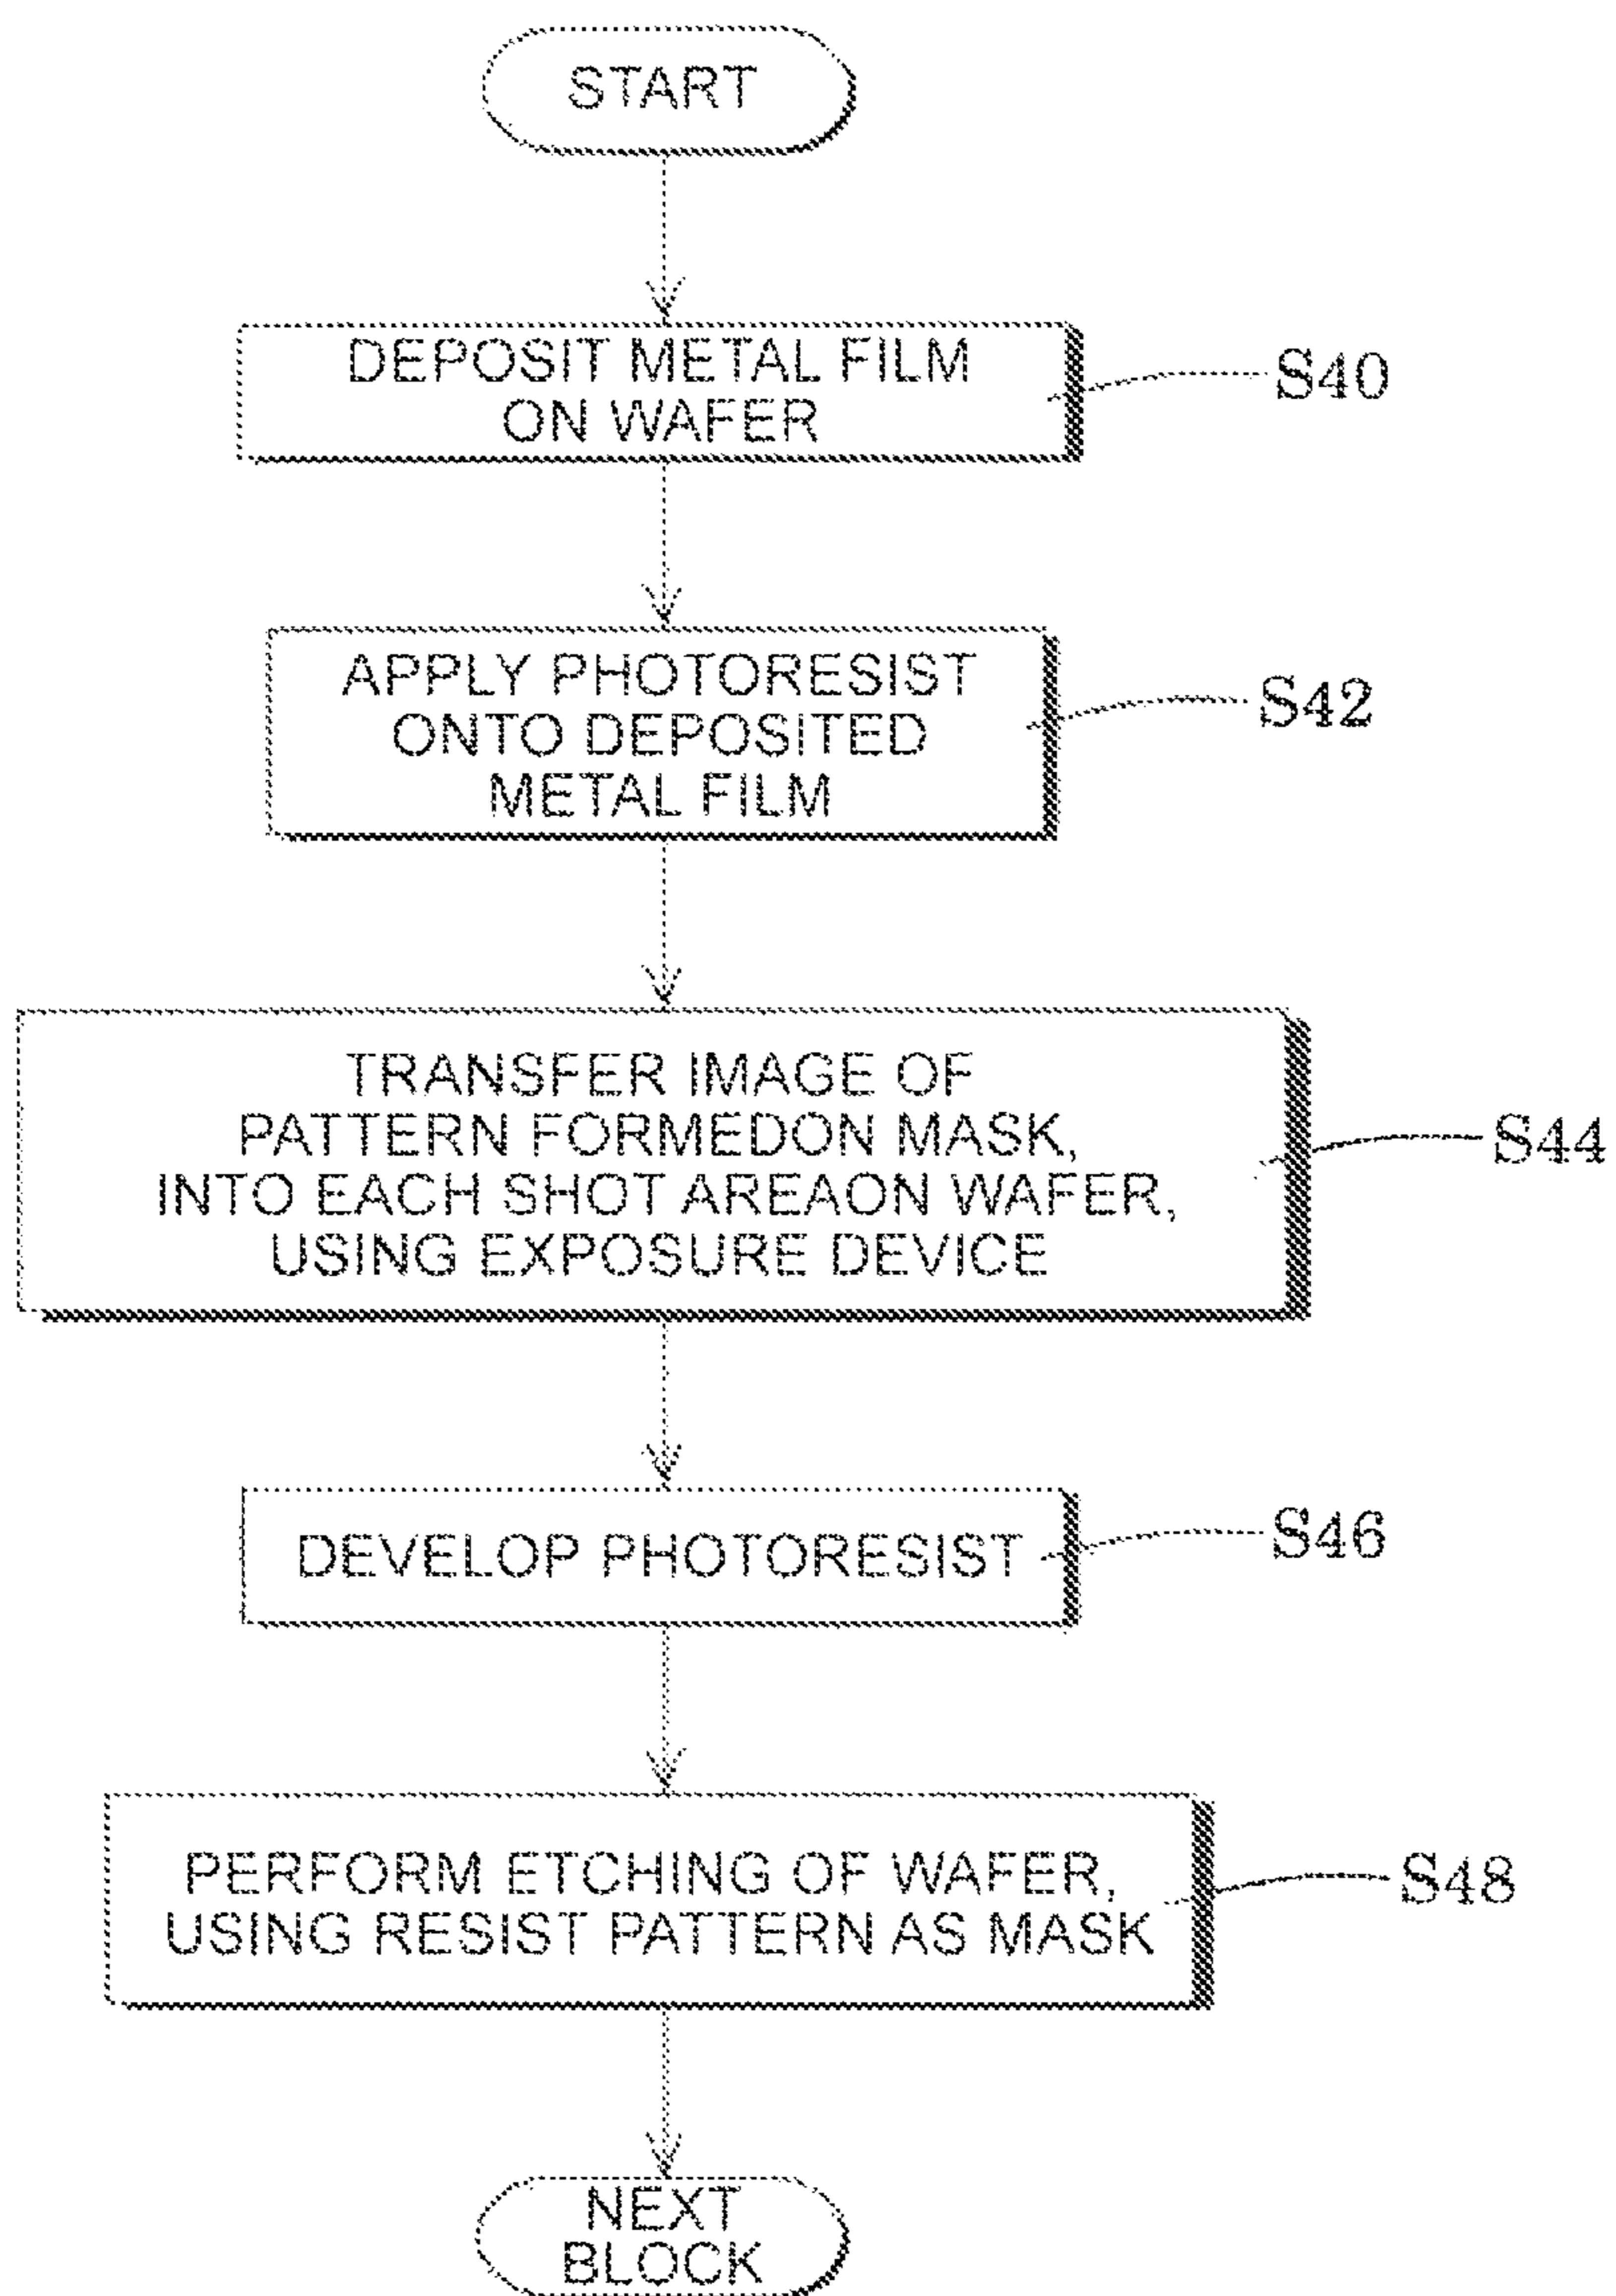 START
DEPOSIT METAL FILM
ON WAFER
S40
APPLY PHOTORESIST
ONTO DEPOSITED
METAL FILM
S42
TRANSFER IMAGE OF
PATTERN FORMEDON MASK,
INTO EACH SHOT AREAON WAFER,
USING EXPOSURE DEVICE
S44
DEVELOP PHOTORESIST
S46
PERFORM ETCHING OF WAFER,
USING RESIST PATTERN AS MASK
S48
NEXT
BLOCK